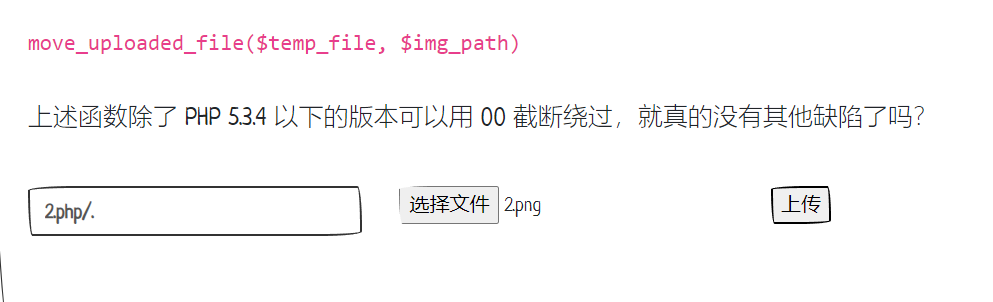 move_uploaded_file($temp_file, $img_path)
上述函数除了 PHP 5.3.4 以下的版本可以用 00 截断绕过，就真的没有其他缺陷了吗？
2.php/. 选择文件 2.png 上传